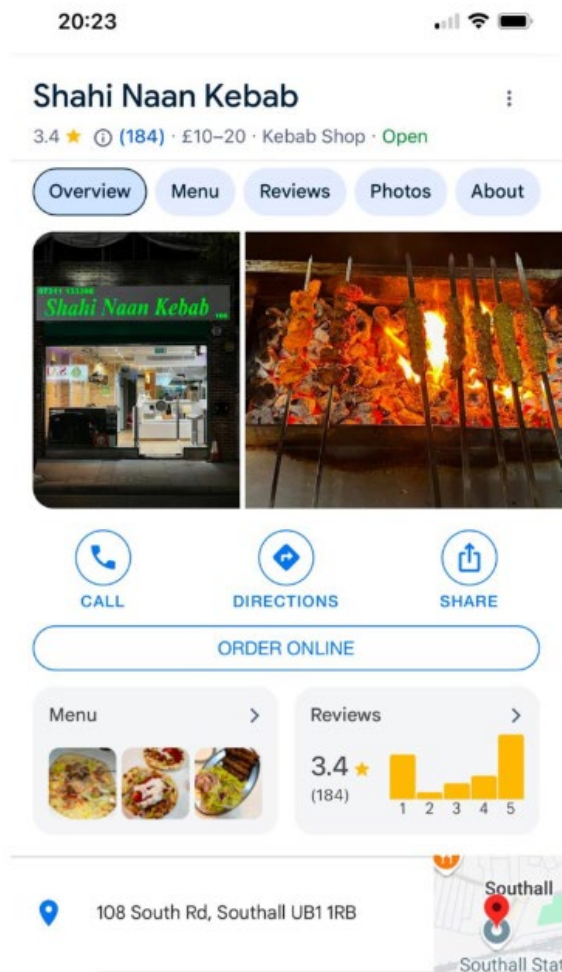 20:23
Shahi Naan Kebab
3.4 ★ ⓘ (184) · £10–20 · Kebab Shop · Open
Overview Menu Reviews Photos About
Shahi Naan Kebab
CALL DIRECTIONS SHARE
ORDER ONLINE
Menu
Reviews
3.4 ★
(184)
1 2 3 4 5
108 South Rd, Southall UB1 1RB
Southall
Southall Stat